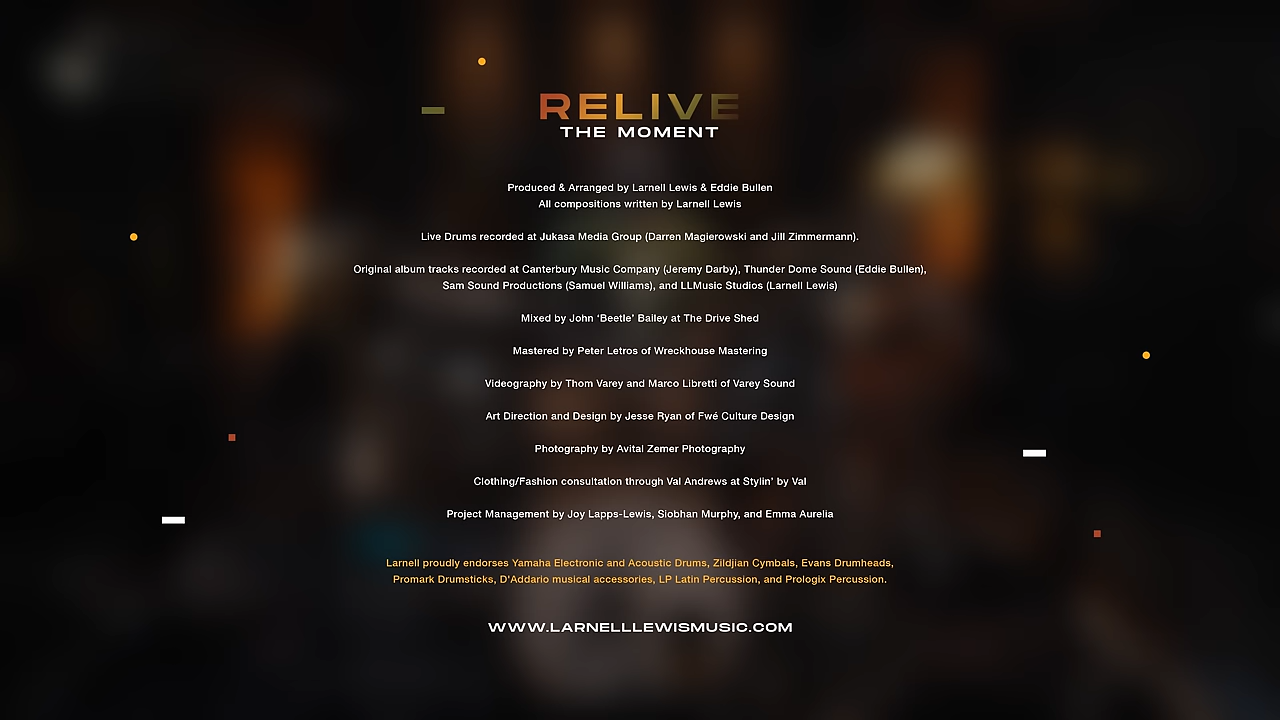 RELIVE
THE MOMENT
Produced & Arranged by Larnell Lewis & Eddie Bullen
All compositions written by Larnell Lewis
Live Drums recorded at Jukasa Media Group (Darren Magierowski and Jill Zimmermann).
Original album tracks recorded at Canterbury Music Company (Jeremy Darby), Thunder Dome Sound (Eddie Bullen),
Sam Sound Productions (Samuel Williams), and LLMusic Studios (Larnell Lewis)
Mixed by John ‘Beetle’ Bailey at The Drive Shed
Mastered by Peter Letros of Wreckhouse Mastering
Videography by Thom Varey and Marco Libretti of Varey Sound
Art Direction and Design by Jesse Ryan of Fwé Culture Design
Photography by Avital Zemer Photography
Clothing/Fashion consultation through Val Andrews at Stylin’ by Val
Project Management by Joy Lapps-Lewis, Siobhan Murphy, and Emma Aurelia
Larnell proudly endorses Yamaha Electronic and Acoustic Drums, Zildjian Cymbals, Evans Drumheads,
Promark Drumsticks, D'Addario musical accessories, LP Latin Percussion, and Prologix Percussion.
WWW.LARNELLLEWISMUSIC.COM